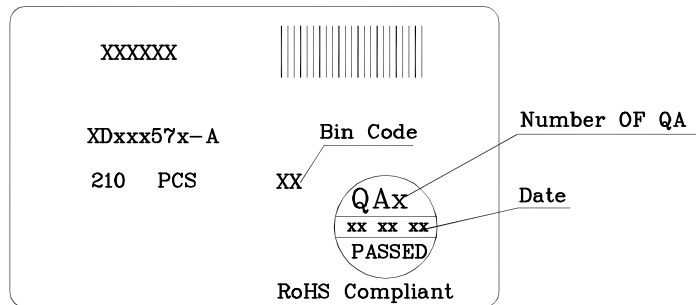 XXXXXX
XDxxx57x-A
Bin Code
Number OF QA
210 PCS
XX
QAx
Date
xx xx xx
PASSED
RoHS Compliant